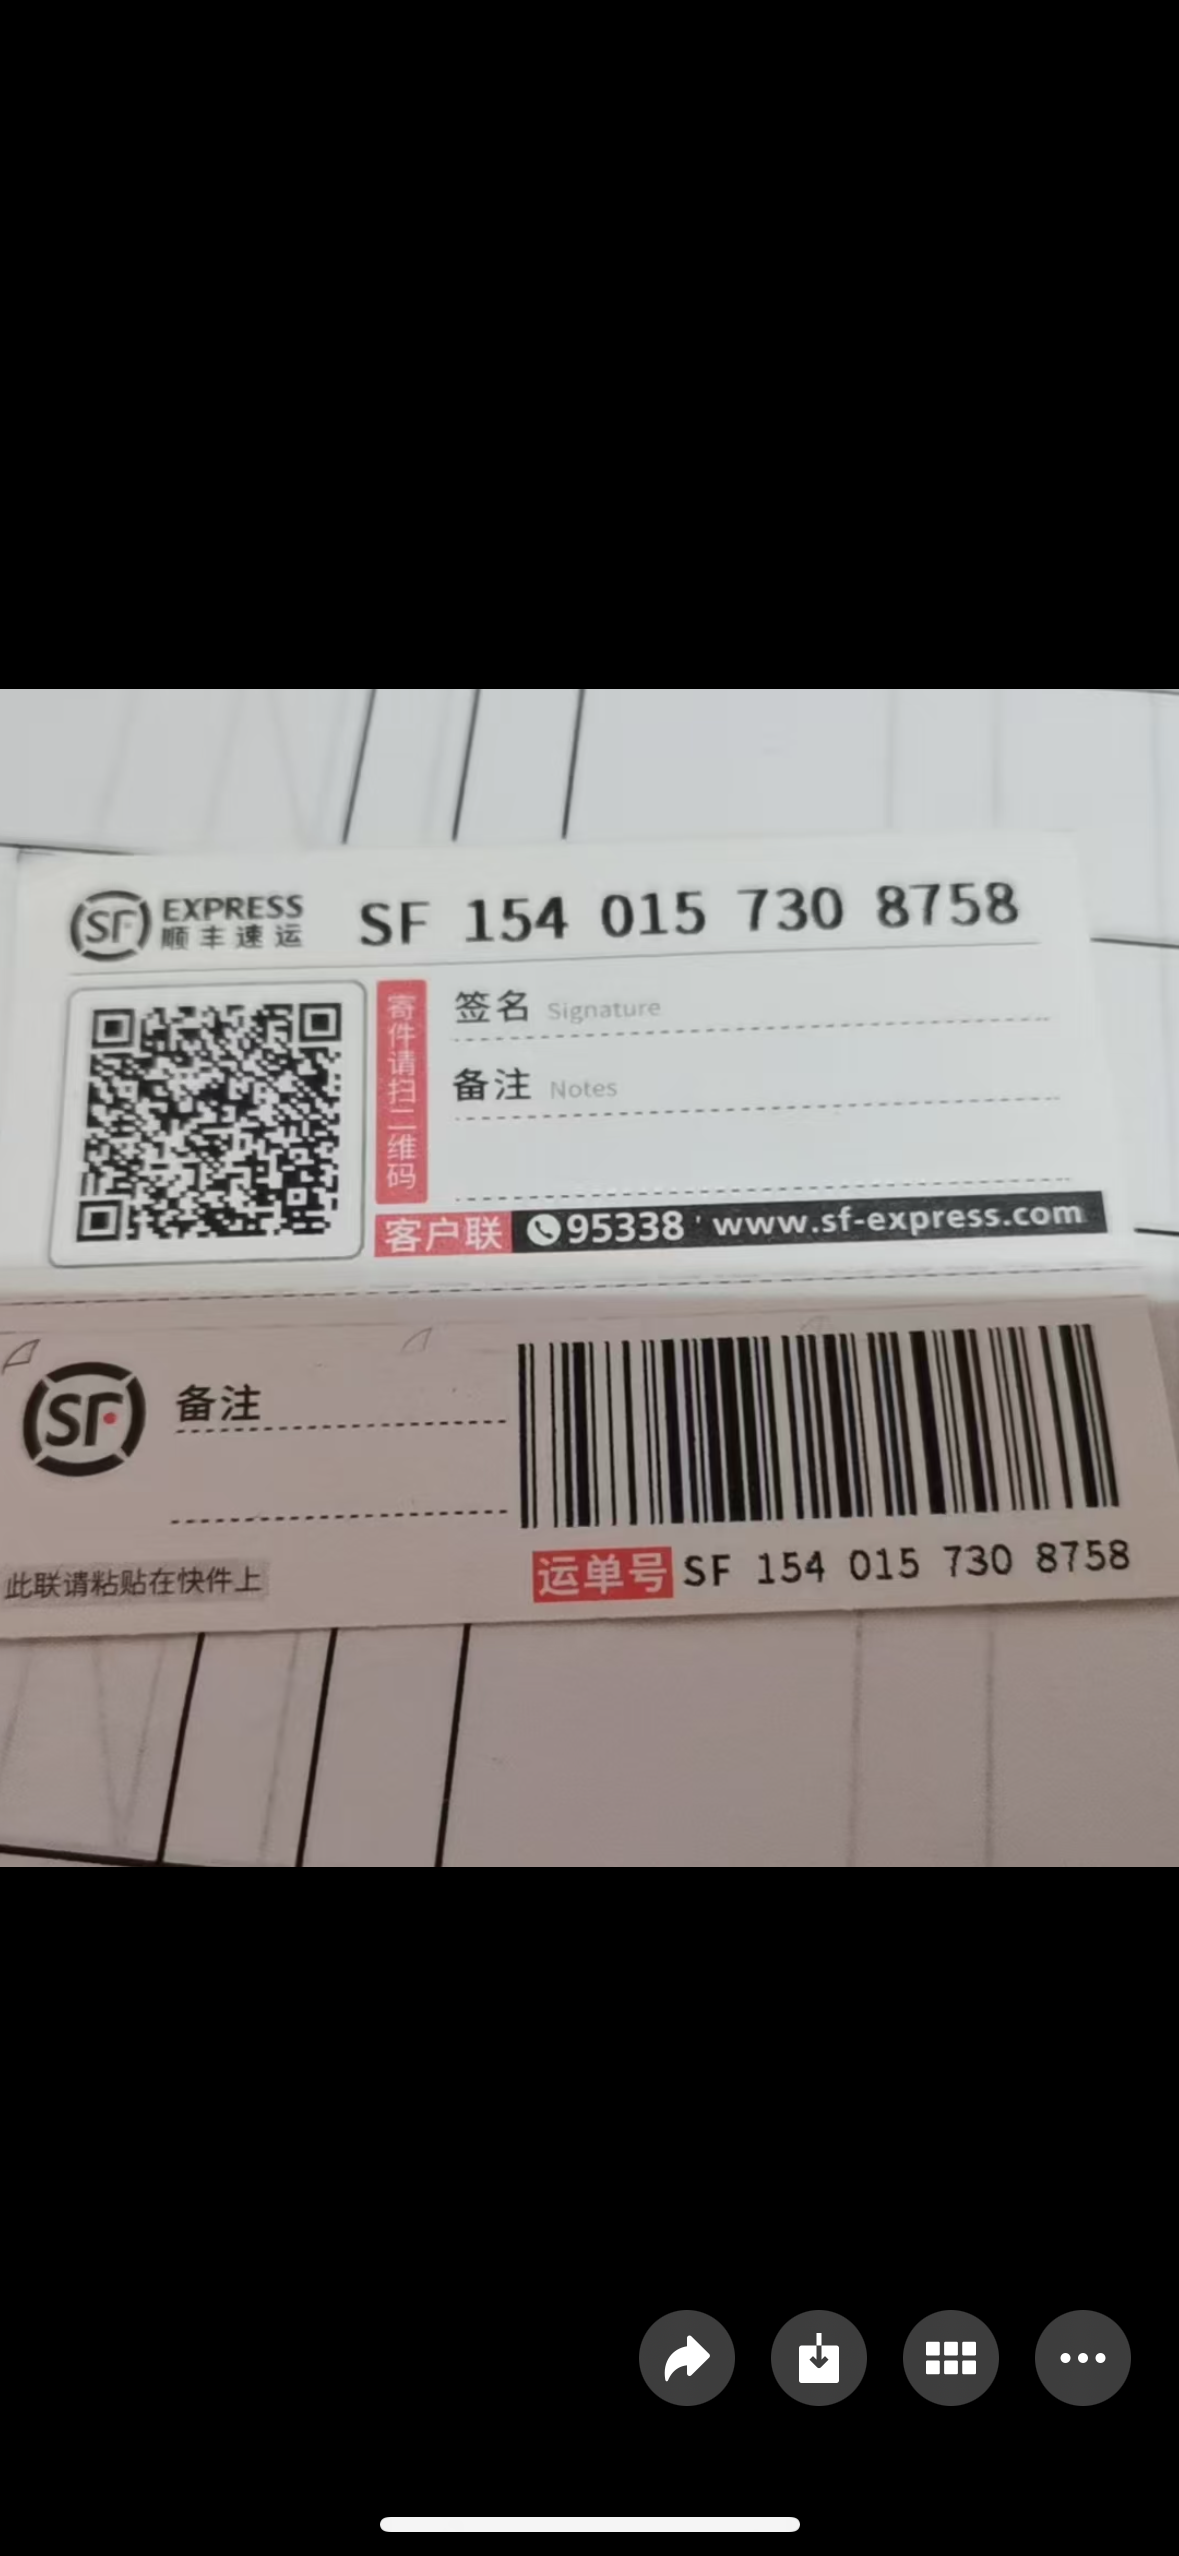 SF EXPRESS
顺丰速运
SF 154 015 730 8758
寄件请扫二维码
签名 Signature
备注 Notes
客户联 95338 www.sf-express.com
SF 备注
此联请粘贴在快件上
运单号 SF 154 015 730 8758